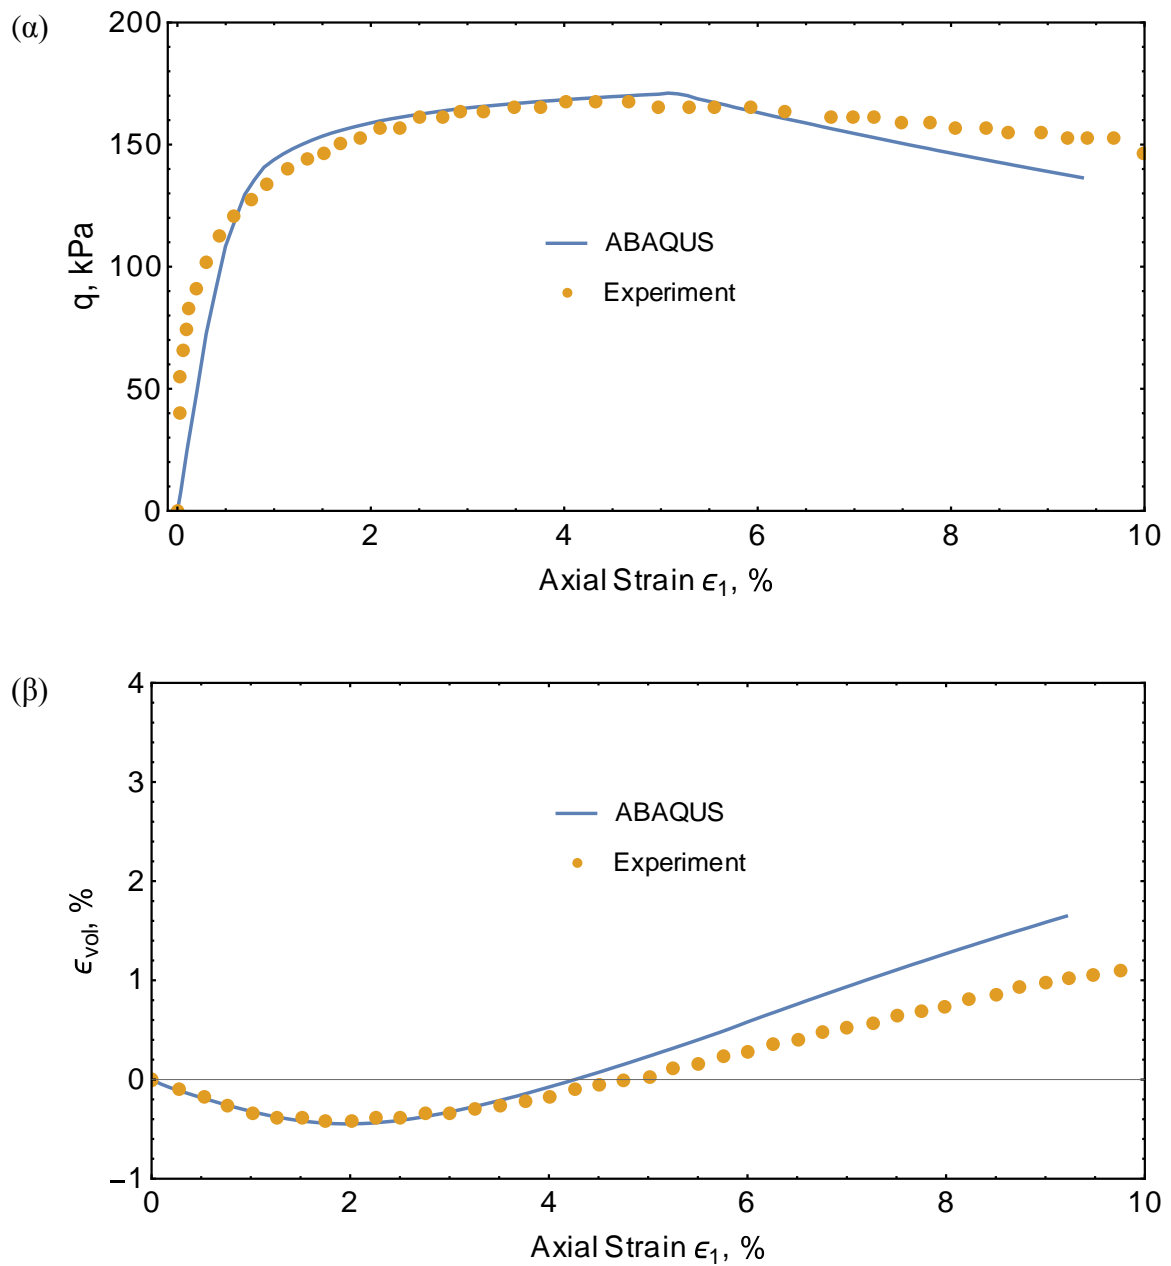 (α)
200
150
100
50
0
q, kPa
ABAQUS
Experiment
0 2 4 6 8 10
Axial Strain ϵ1, %
(β)
4
3
2
1
0
−1
ϵvol, %
ABAQUS
Experiment
0 2 4 6 8 10
Axial Strain ϵ1, %